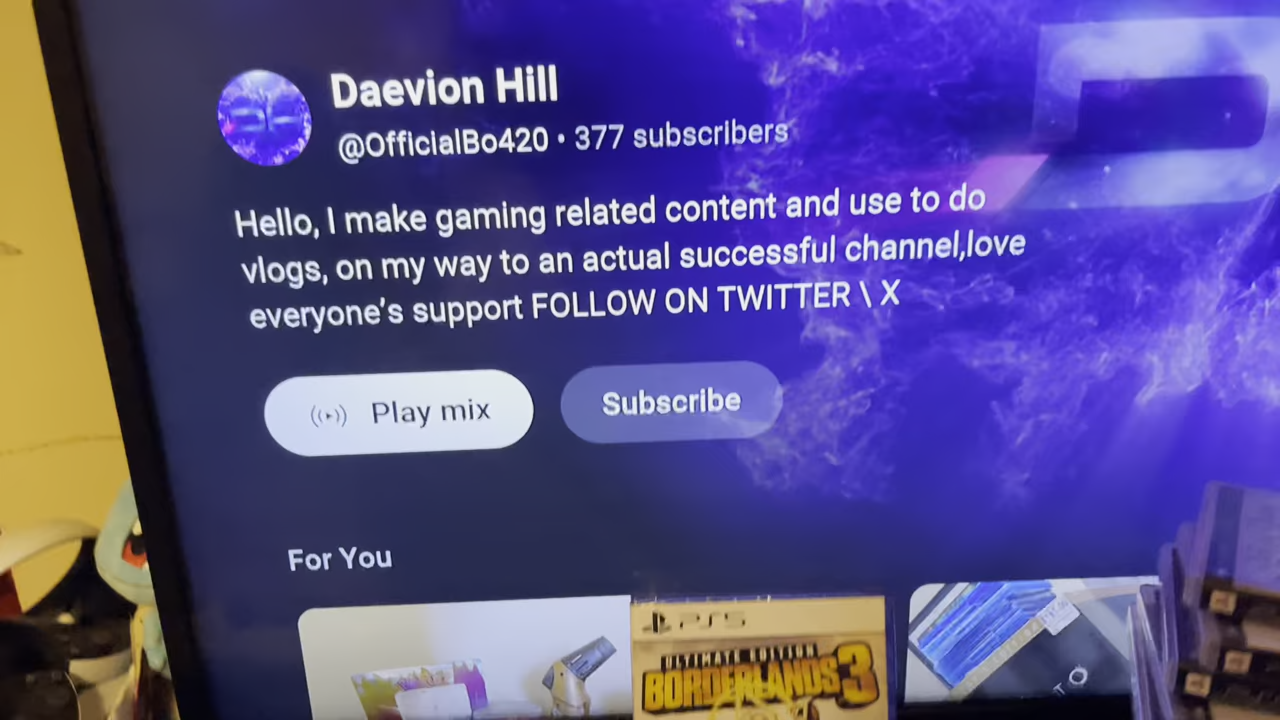 Daevion Hill
@OfficialBo420 • 377 subscribers
Hello, I make gaming related content and use to do
vlogs, on my way to an actual successful channel,love
everyone's support FOLLOW ON TWITTER \ X
Play mix
Subscribe
For You
PS5
ULTIMATE EDITION
BORDERLANDS 3